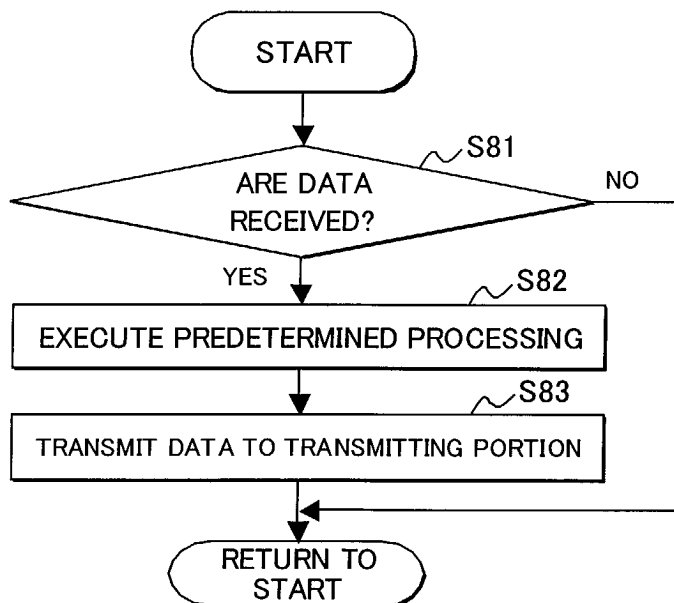 START
S81
ARE DATA
RECEIVED?
NO
YES
S82
EXECUTE PREDETERMINED PROCESSING
S83
TRANSMIT DATA TO TRANSMITTING PORTION
RETURN TO
START